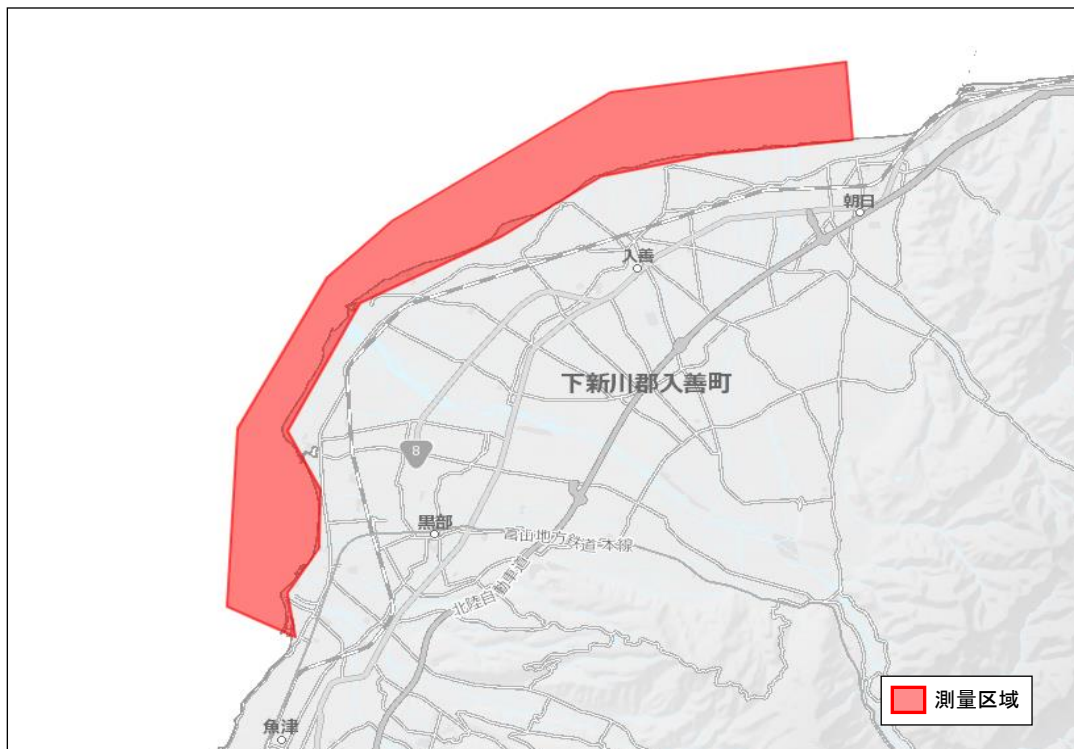 朝日
入善
下新川郡入善町
8
黒部
富山地方鉄道本線
北陸自動車道
魚津
測量区域